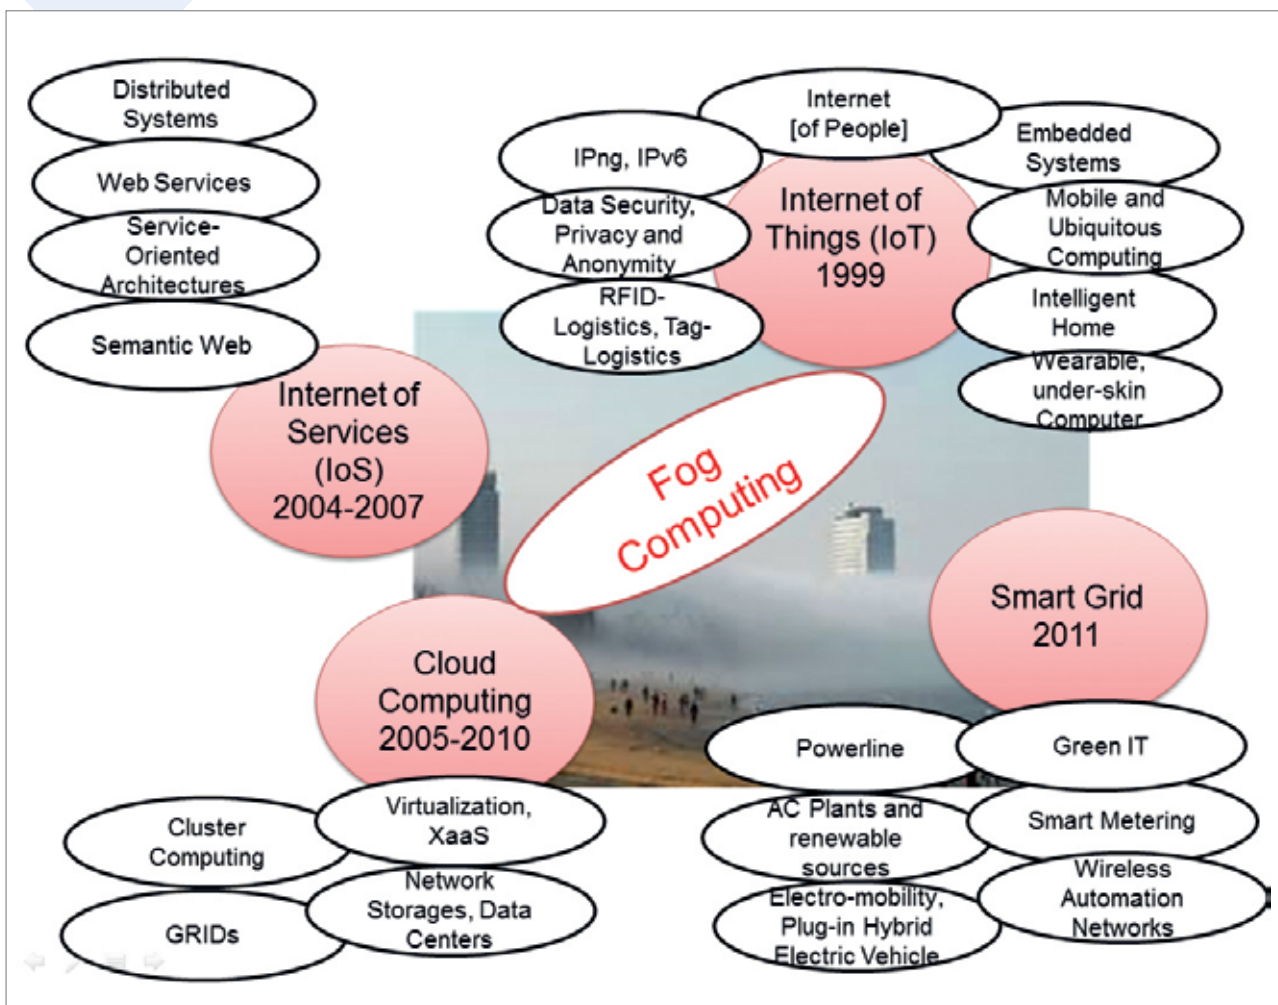 Distributed
Systems
Web Services
Service-
Oriented
Architectures
Semantic Web
Internet of
Services
(IoS)
2004-2007
Internet
[of People]
IPng, IPv6
Data Security,
Privacy and
Anonymity
RFID-
Logistics, Tag-
Logistics
Internet of
Things (IoT)
1999
Embedded
Systems
Mobile and
Ubiquitous
Computing
Intelligent
Home
Wearable,
under-skin
Computer
Fog
Computing
Smart Grid
2011
Cloud
Computing
2005-2010
Cluster
Computing
Virtualization,
XaaS
GRIDs
Network
Storages, Data
Centers
Powerline
Green IT
AC Plants and
renewable
sources
Smart Metering
Electro-mobility,
Plug-in Hybrid
Electric Vehicle
Wireless
Automation
Networks